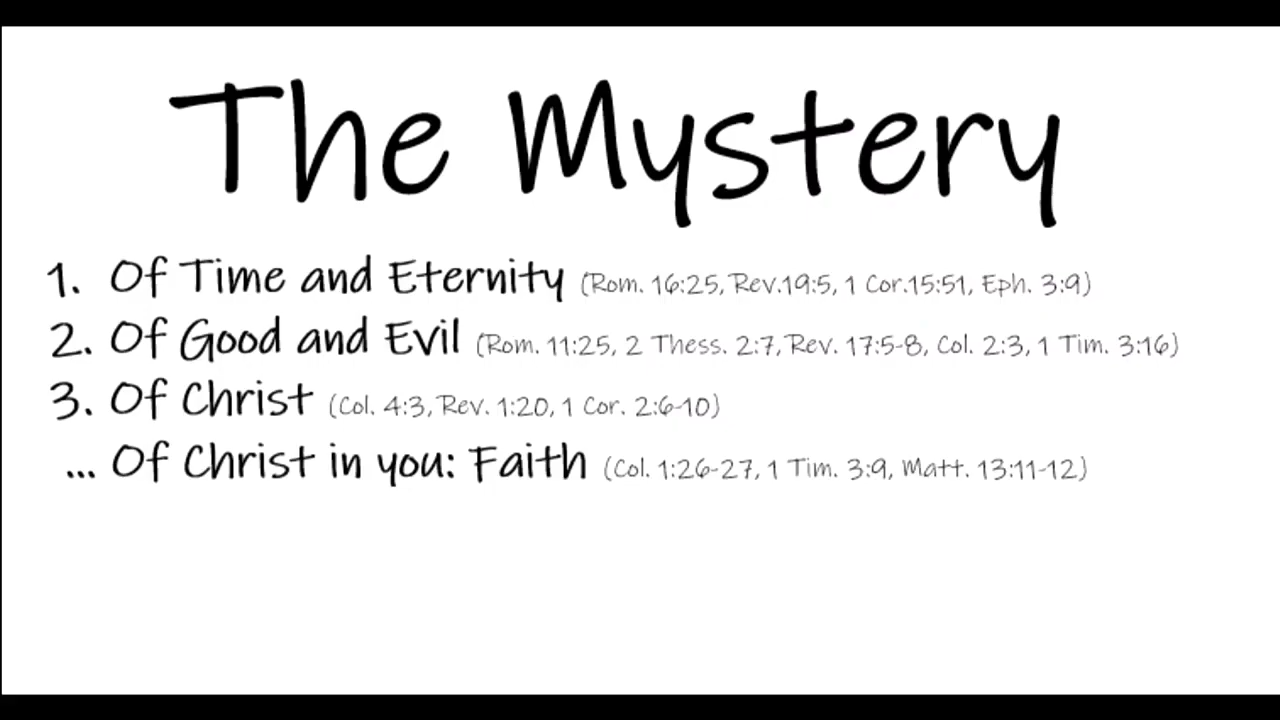 The Mystery
1. Of Time and Eternity (Rom. 16:25, Rev.19:5, 1 Cor.15:51, Eph. 3:9)
2. Of Good and Evil (Rom. 11:25, 2 Thess. 2:7, Rev. 17:5-8, Col. 2:3, 1 Tim. 3:16)
3. Of Christ (Col. 4:3, Rev. 1:20, 1 Cor. 2:6-10)
... Of Christ in you: Faith (Col. 1:26-27, 1 Tim. 3:9, Matt. 13:11-12)